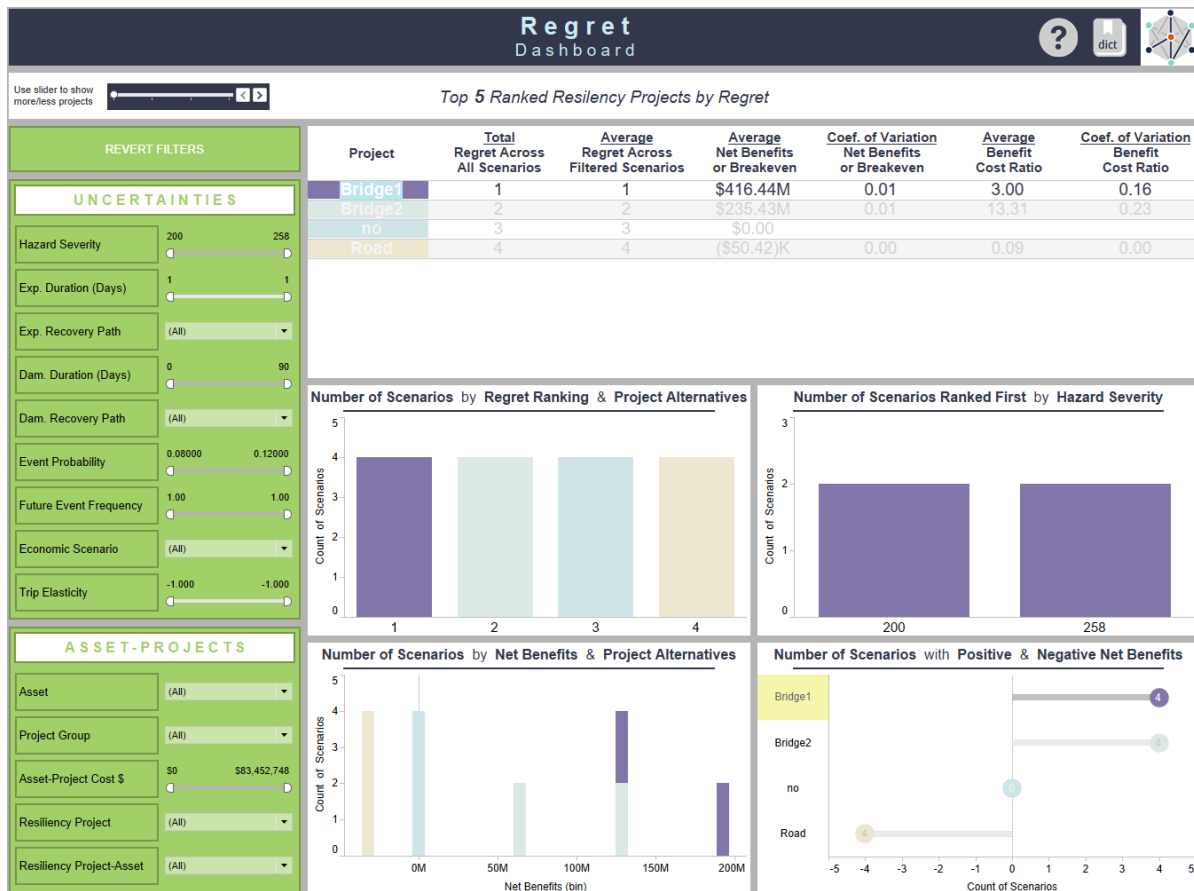 Regret
Dashboard
?
dict
Use slider to show
more/less projects
Top 5 Ranked Resilency Projects by Regret
REVERT FILTERS
UNCERTAINTIES
Hazard Severity 200 258
Exp. Duration (Days) 1 1
Exp. Recovery Path (All)
Dam. Duration (Days) 0 90
Dam. Recovery Path (All)
Event Probability 0.08000 0.12000
Future Event Frequency 1.00 1.00
Economic Scenario (All)
Trip Elasticity -1.000 -1.000
ASSET-PROJECTS
Asset (All)
Project Group (All)
Asset-Project Cost $ $0 $83,452,748
Resiliency Project (All)
Resiliency Project-Asset (All)
Project
Total
Regret Across
All Scenarios
Average
Regret Across
Filtered Scenarios
Average
Net Benefits
or Breakeven
Coef. of Variation
Net Benefits
or Breakeven
Average
Benefit
Cost Ratio
Coef. of Variation
Benefit
Cost Ratio
Bridge1 1 1 $416.44M 0.01 3.00 0.16
Bridge2 2 2 $235.43M 0.01 13.31 0.23
no 3 3 $0.00
Road 4 4 ($50.42)K 0.00 0.09 0.00
Number of Scenarios by Regret Ranking & Project Alternatives
5
4
3
2
1
0
Count of Scenarios
1 2 3 4
Number of Scenarios Ranked First by Hazard Severity
3
2
1
0
Count of Scenarios
200 258
Number of Scenarios by Net Benefits & Project Alternatives
5
4
3
2
1
0
Count of Scenarios
0M 50M 100M 150M 200M
Net Benefits (bin)
Number of Scenarios with Positive & Negative Net Benefits
Bridge1 4
Bridge2 4
no 0
Road 4
-5 -4 -3 -2 -1 0 1 2 3 4 5
Count of Scenarios